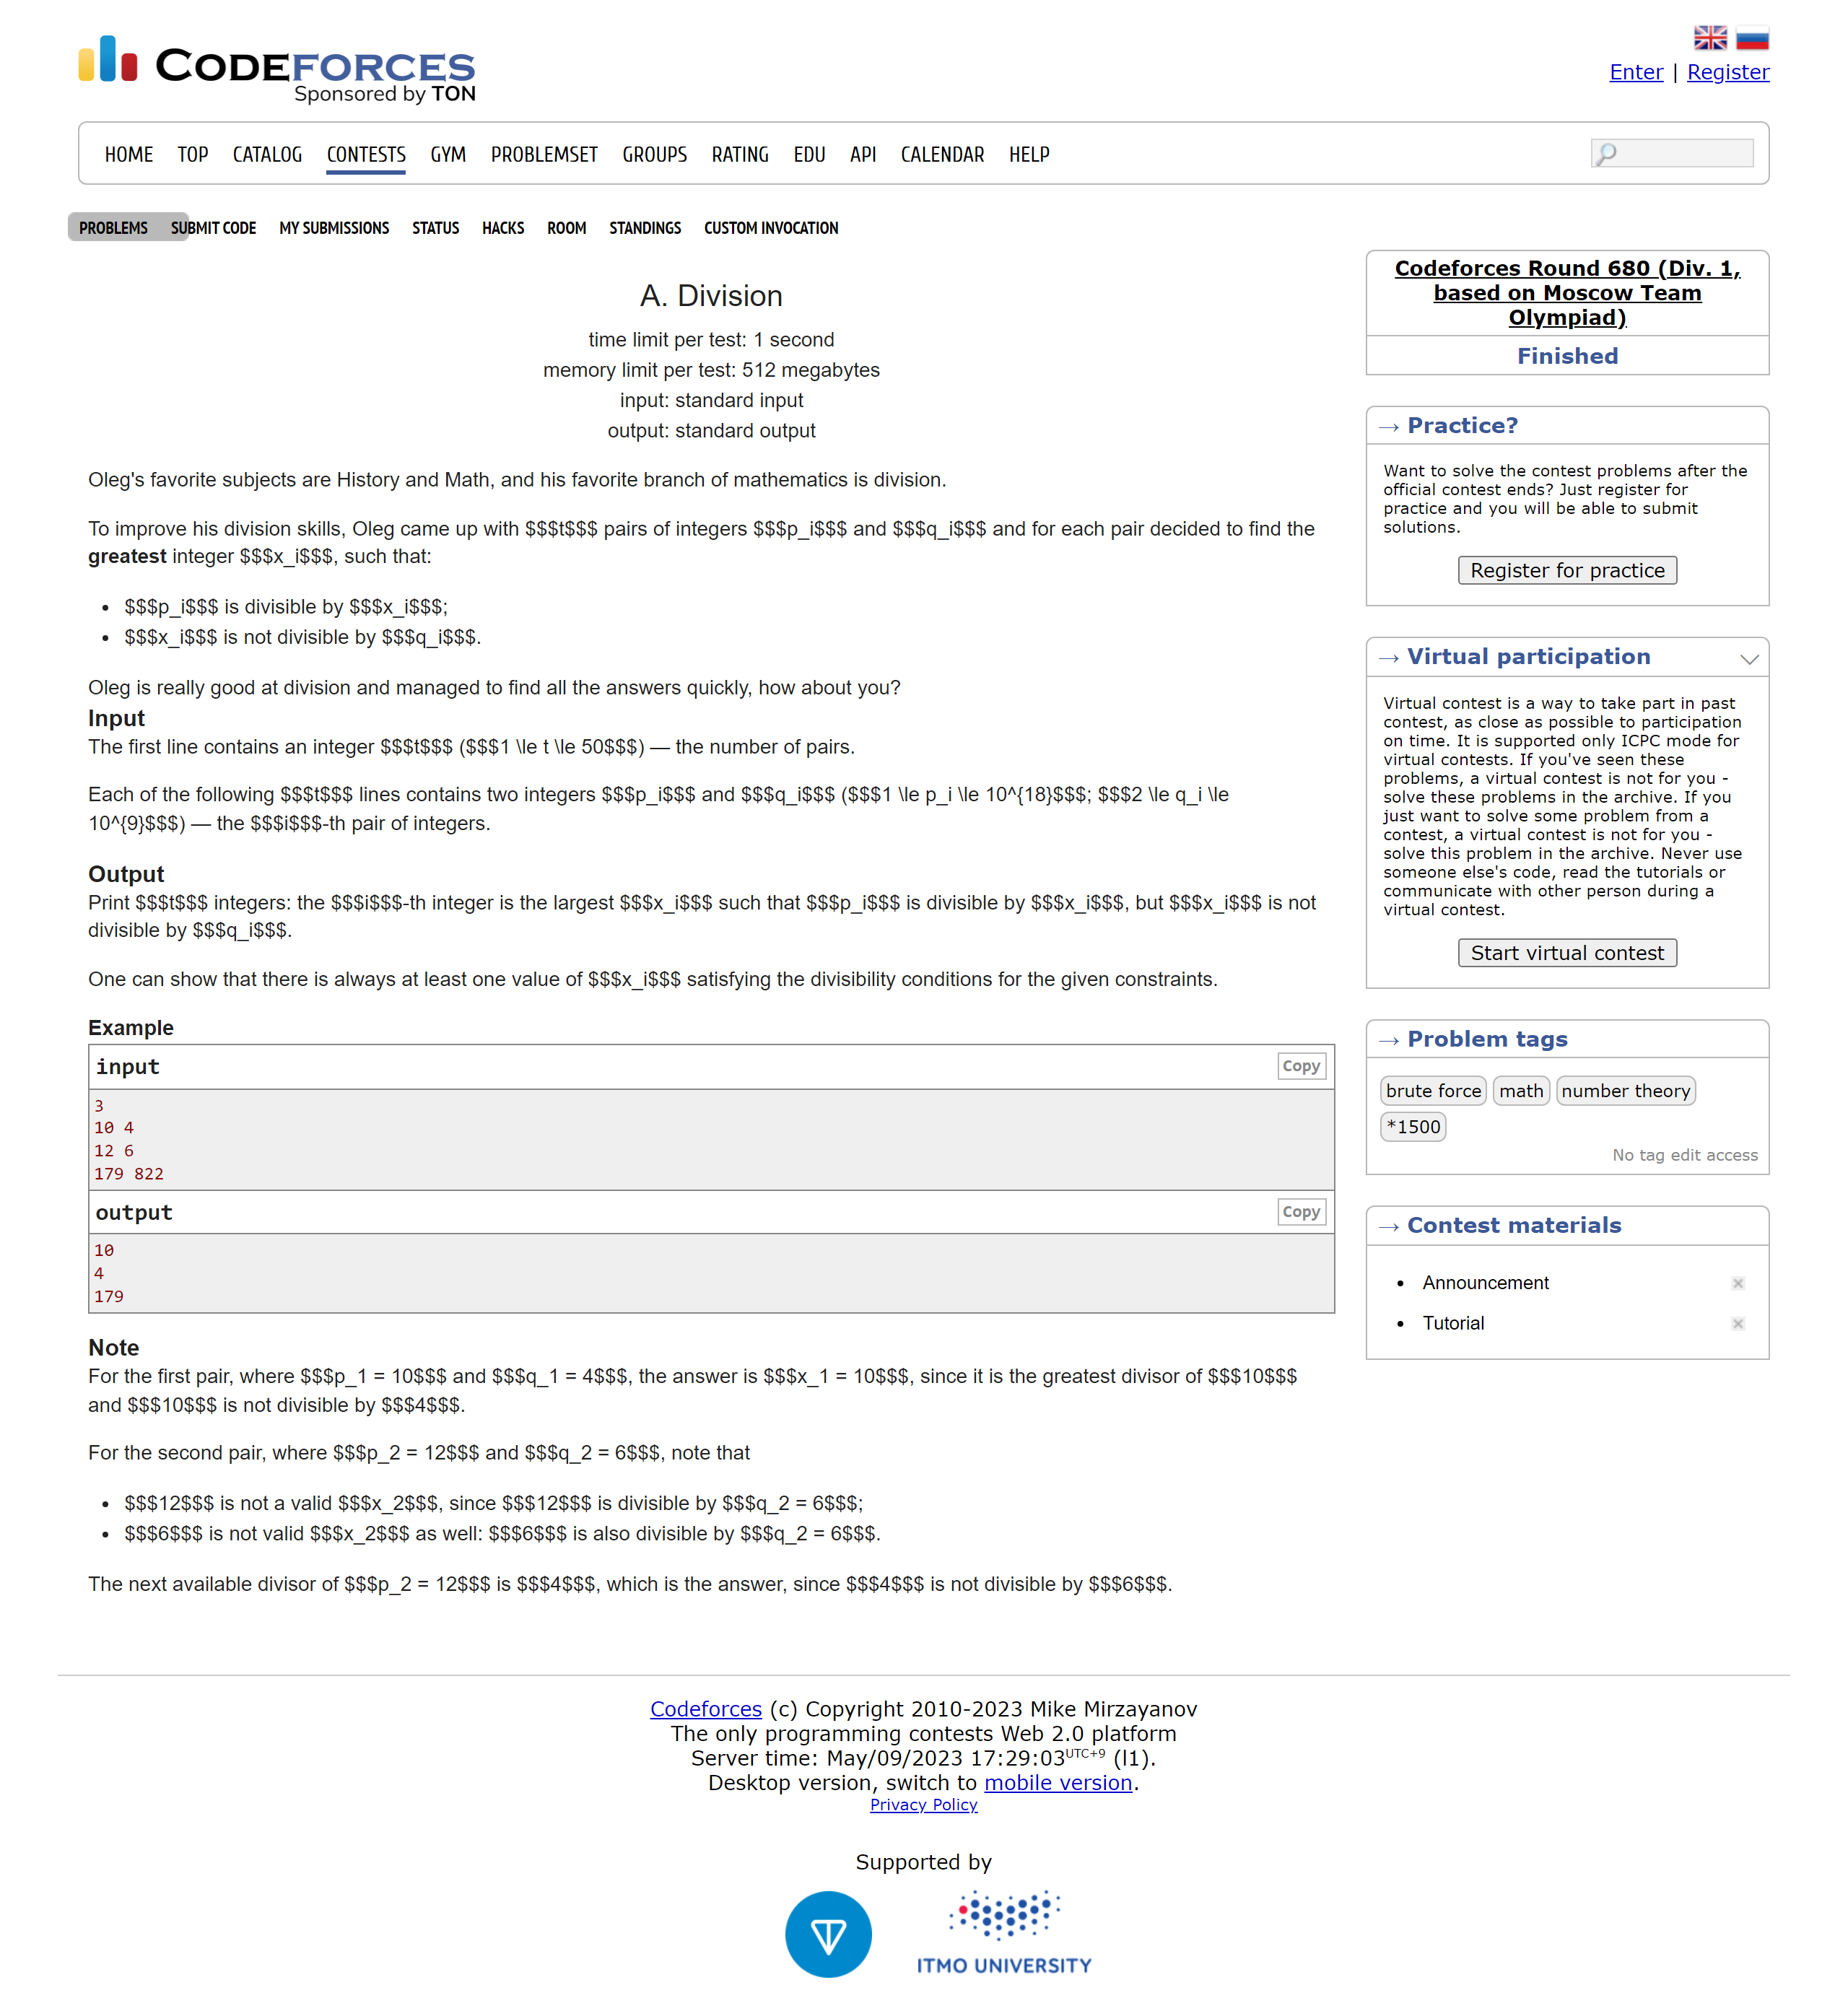 CODEFORCES
Sponsored by TON
Enter | Register
HOME TOP CATALOG CONTESTS GYM PROBLEMSET GROUPS RATING EDU API CALENDAR HELP
PROBLEMS SUBMIT CODE MY SUBMISSIONS STATUS HACKS ROOM STANDINGS CUSTOM INVOCATION
A. Division
time limit per test: 1 second
memory limit per test: 512 megabytes
input: standard input
output: standard output
Oleg's favorite subjects are History and Math, and his favorite branch of mathematics is division.
To improve his division skills, Oleg came up with $$$t$$$ pairs of integers $$$p_i$$$ and $$$q_i$$$ and for each pair decided to find the
greatest integer $$$x_i$$$, such that:
• $$$p_i$$$ is divisible by $$$x_i$$$;
• $$$x_i$$$ is not divisible by $$$q_i$$$.
Oleg is really good at division and managed to find all the answers quickly, how about you?
Input
The first line contains an integer $$$t$$$ ($$$1 \le t \le 50$$$) — the number of pairs.
Each of the following $$$t$$$ lines contains two integers $$$p_i$$$ and $$$q_i$$$ ($$$1 \le p_i \le 10^{18}$$$; $$$2 \le q_i \le
10^{9}$$$) — the $$$i$$$-th pair of integers.
Output
Print $$$t$$$ integers: the $$$i$$$-th integer is the largest $$$x_i$$$ such that $$$p_i$$$ is divisible by $$$x_i$$$, but $$$x_i$$$ is not
divisible by $$$q_i$$$.
One can show that there is always at least one value of $$$x_i$$$ satisfying the divisibility conditions for the given constraints.
Example
input
Copy
3
10 4
12 6
179 822
output
Copy
10
4
179
Note
For the first pair, where $$$p_1 = 10$$$ and $$$q_1 = 4$$$, the answer is $$$x_1 = 10$$$, since it is the greatest divisor of $$$10$$$
and $$$10$$$ is not divisible by $$$4$$$.
For the second pair, where $$$p_2 = 12$$$ and $$$q_2 = 6$$$, note that
• $$$12$$$ is not a valid $$$x_2$$$, since $$$12$$$ is divisible by $$$q_2 = 6$$$;
• $$$6$$$ is not valid $$$x_2$$$ as well: $$$6$$$ is also divisible by $$$q_2 = 6$$$.
The next available divisor of $$$p_2 = 12$$$ is $$$4$$$, which is the answer, since $$$4$$$ is not divisible by $$$6$$$.
Codeforces Round 680 (Div. 1,
based on Moscow Team
Olympiad)
Finished
→ Practice?
Want to solve the contest problems after the
official contest ends? Just register for
practice and you will be able to submit
solutions.
Register for practice
→ Virtual participation
Virtual contest is a way to take part in past
contest, as close as possible to participation
on time. It is supported only ICPC mode for
virtual contests. If you've seen these
problems, a virtual contest is not for you -
solve these problems in the archive. If you
just want to solve some problem from a
contest, a virtual contest is not for you -
solve this problem in the archive. Never use
someone else's code, read the tutorials or
communicate with other person during a
virtual contest.
Start virtual contest
→ Problem tags
brute force math number theory
*1500
No tag edit access
→ Contest materials
• Announcement
• Tutorial
Codeforces (c) Copyright 2010-2023 Mike Mirzayanov
The only programming contests Web 2.0 platform
Server time: May/09/2023 17:29:03UTC+9 (l1).
Desktop version, switch to mobile version.
Privacy Policy
Supported by
ITMO UNIVERSITY